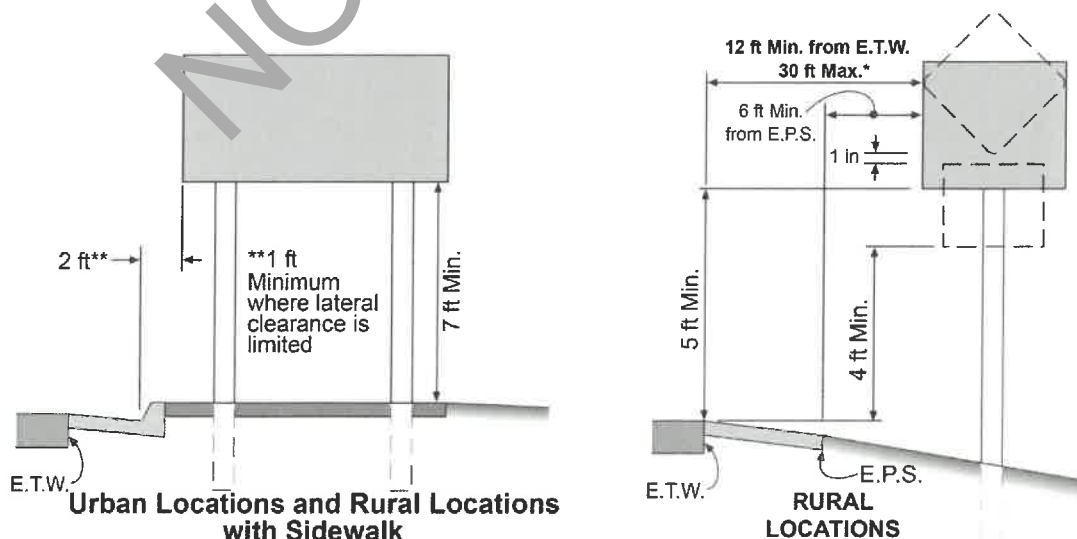 NO
2 ft**
**1 ft
Minimum
where lateral
clearance is
limited
7 ft Min.
E.T.W.
Urban Locations and Rural Locations
with Sidewalk
12 ft Min. from E.T.W.
30 ft Max.*
6 ft Min.
from E.P.S.
1 in
5 ft Min.
4 ft Min.
E.T.W.
E.P.S.
RURAL
LOCATIONS